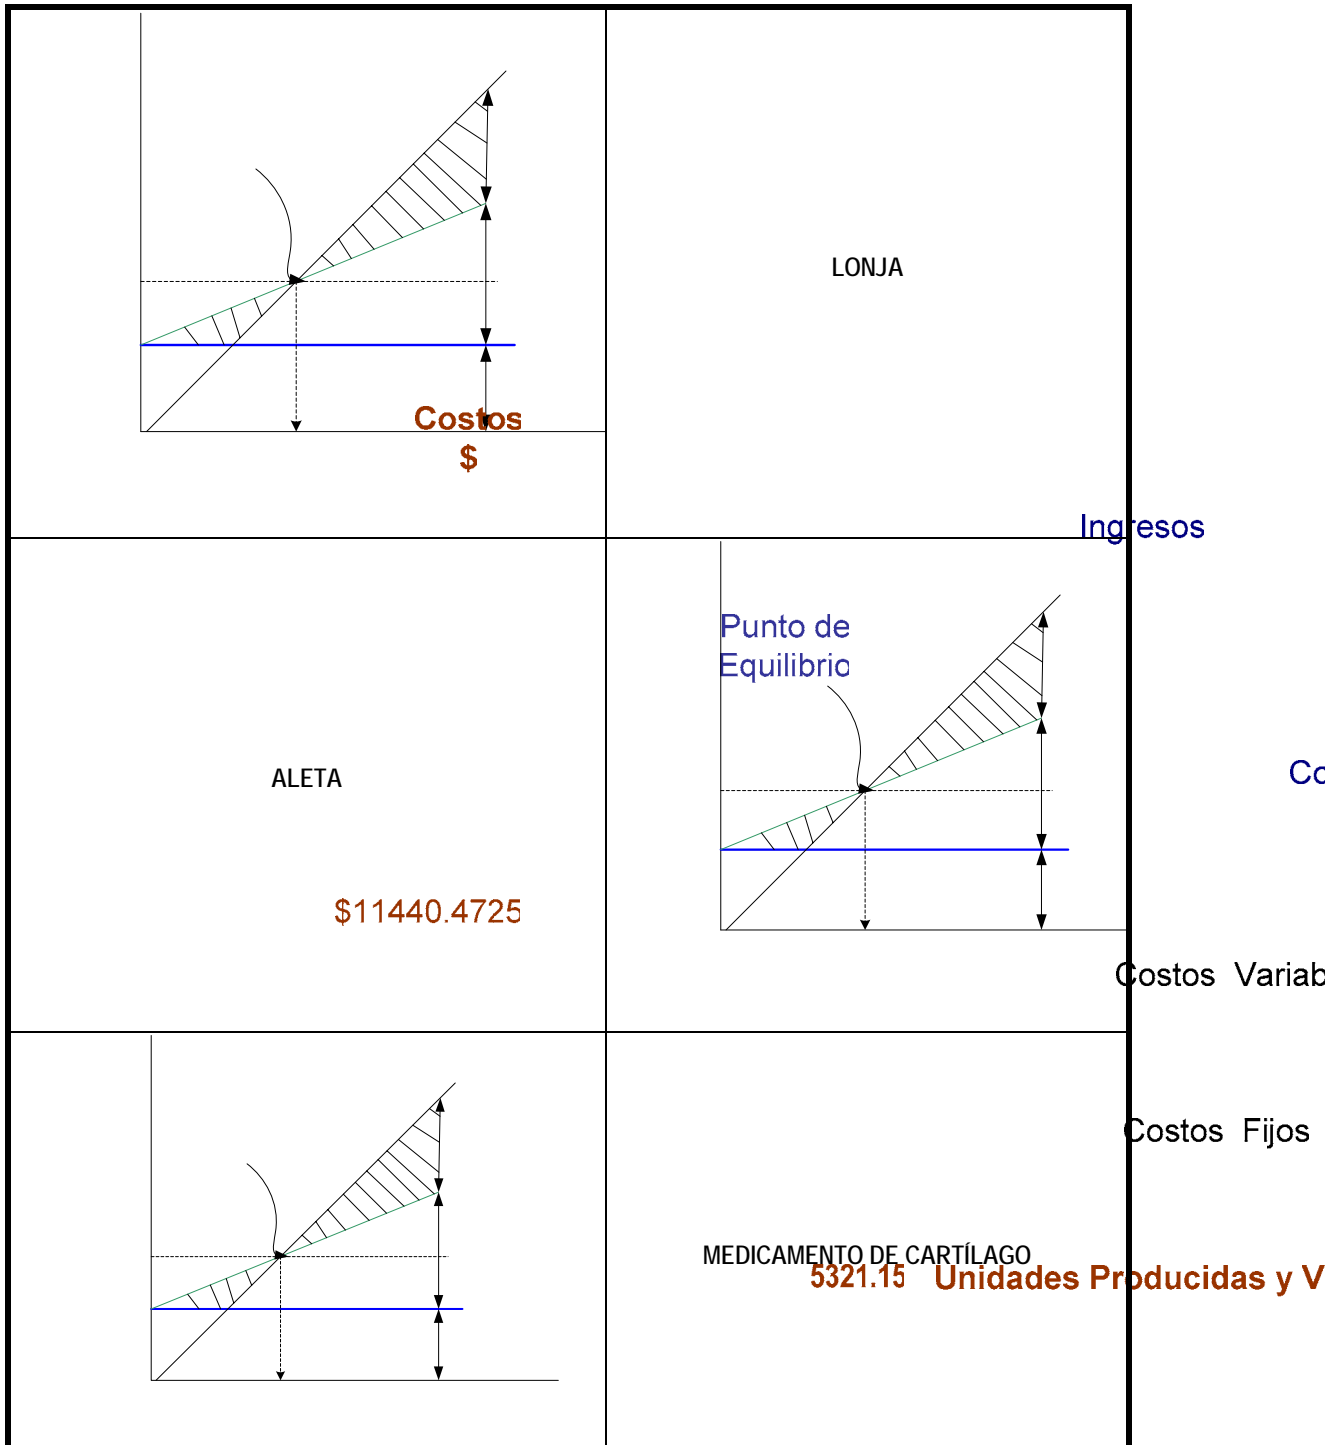 LONJA
Costos
$
Ingresos
Punto de
Equilibrio
ALETA
Co
$11440.4725
Costos Variab
Costos Fijos
MEDICAMENTO DE CARTÍLAGO
5321.15 Unidades Producidas y V